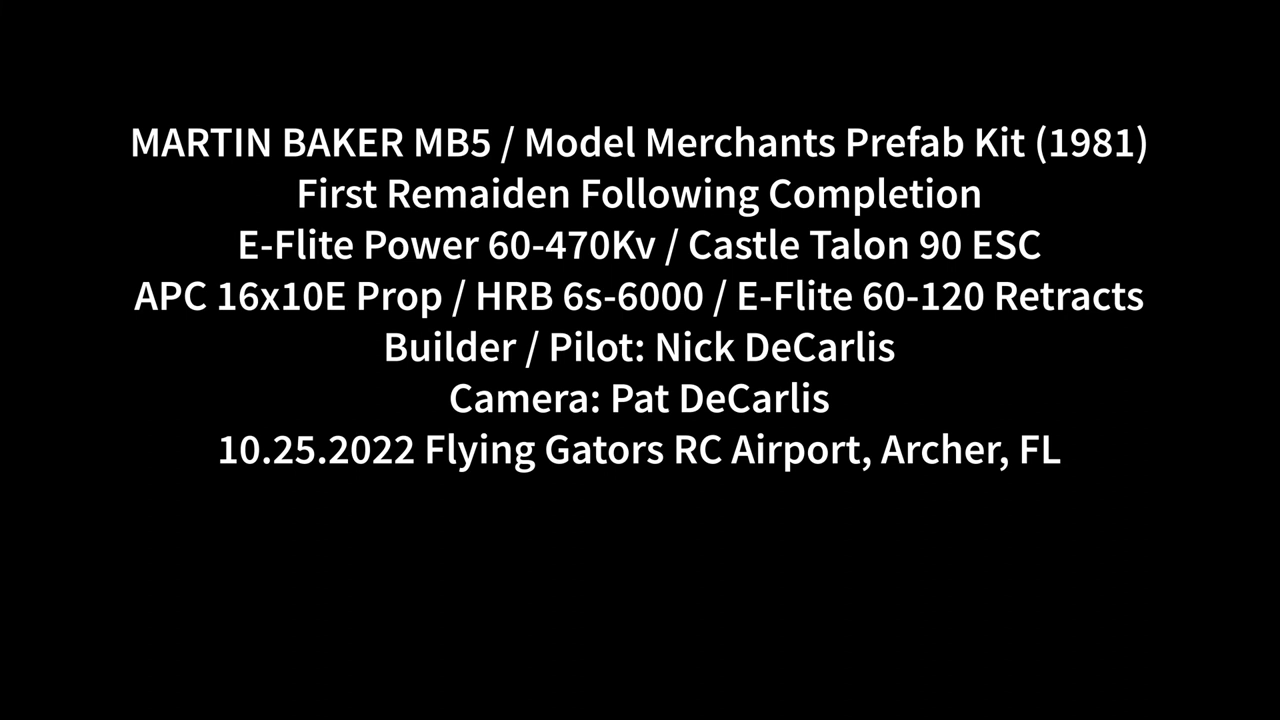 MARTIN BAKER MB5 / Model Merchants Prefab Kit (1981)
First Remaiden Following Completion
E-Flite Power 60-470Kv / Castle Talon 90 ESC
APC 16x10E Prop / HRB 6s-6000 / E-Flite 60-120 Retracts
Builder / Pilot: Nick DeCarlis
Camera: Pat DeCarlis
10.25.2022 Flying Gators RC Airport, Archer, FL